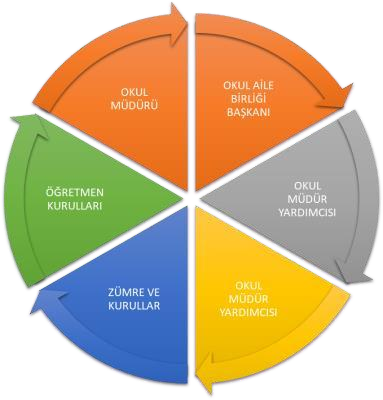 OKUL
MÜDÜRÜ
OKUL AİLE
BİRLİĞİ
BAŞKANI
OKUL
MÜDÜR
YARDIMCISI
OKUL
MÜDÜR
YARDIMCISI
ZÜMRE VE
KURULLAR
ÖĞRETMEN
KURULLARI